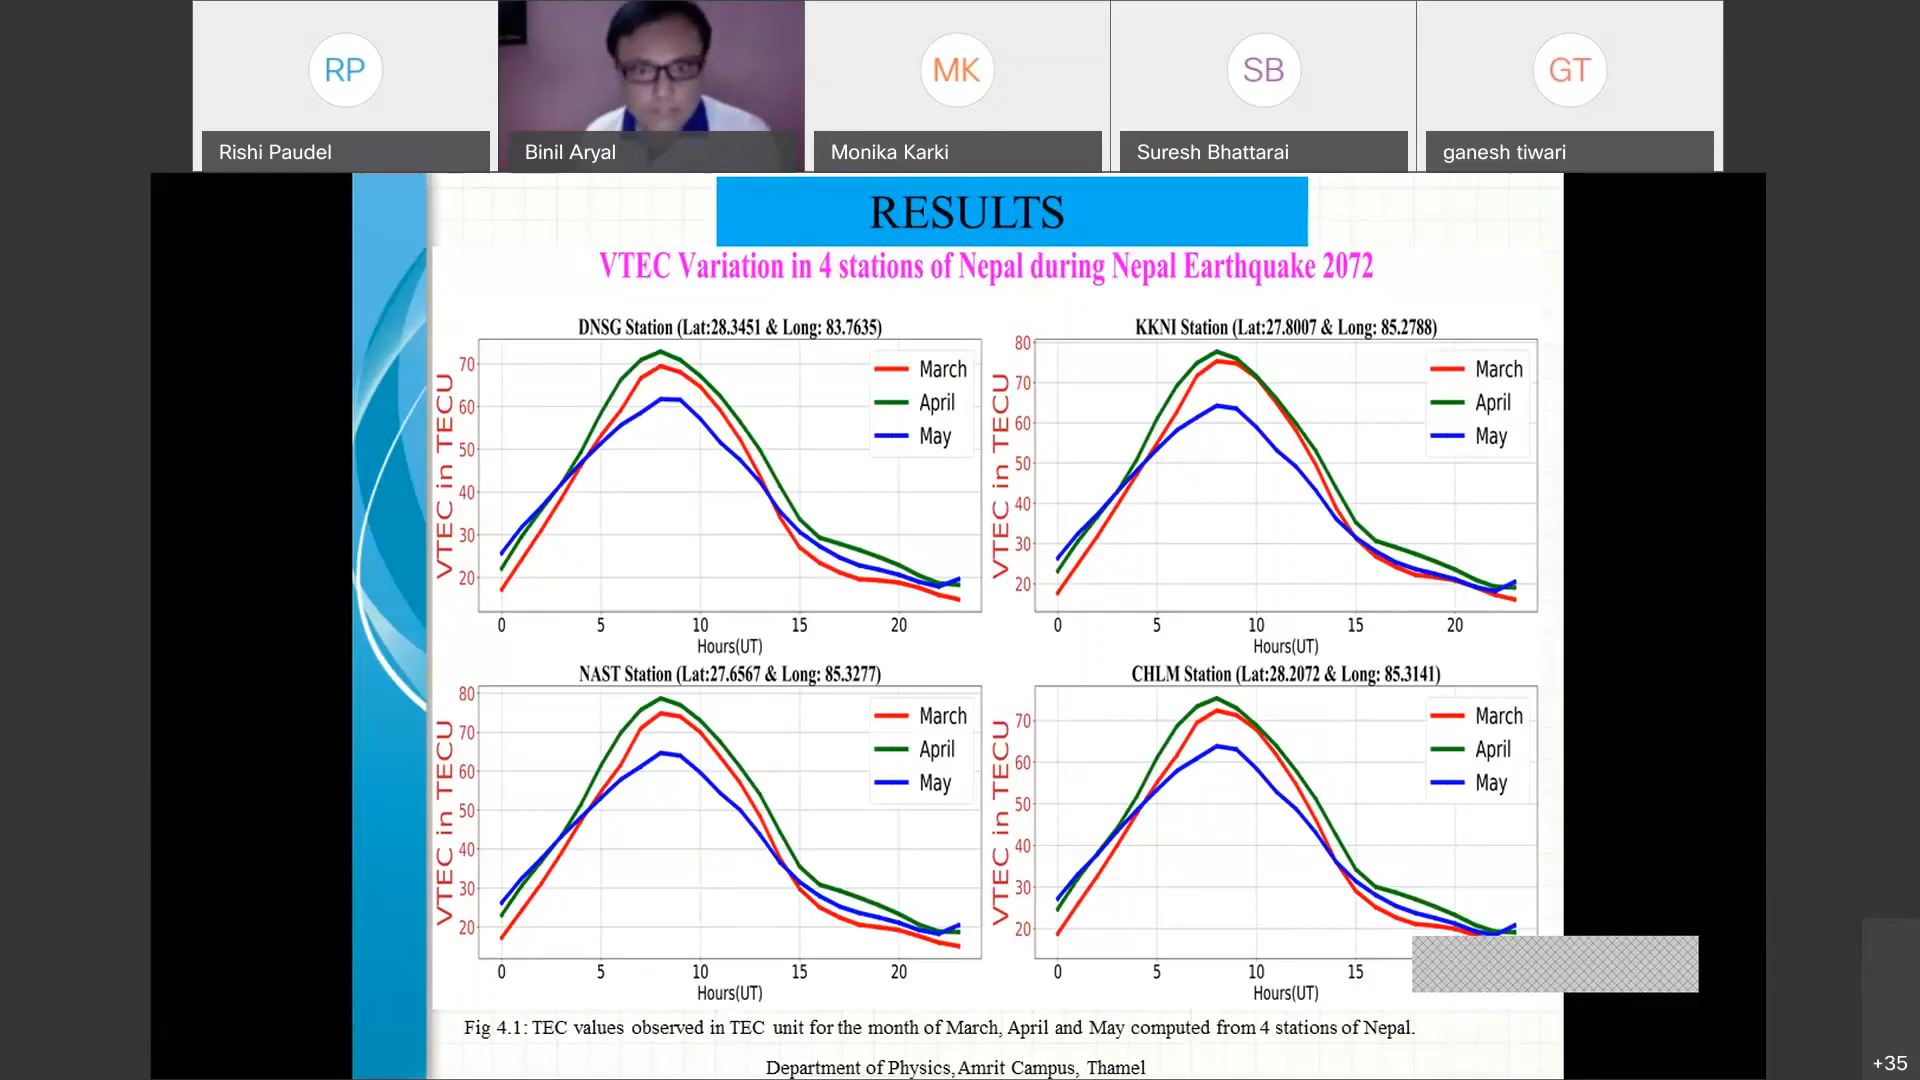 RP
MK
SB
GT
Rishi Paudel
Binil Aryal
Monika Karki
Suresh Bhattarai
ganesh tiwari
RESULTS
VTEC Variation in 4 stations of Nepal during Nepal Earthquake 2072
DNSG Station (Lat:28.3451 & Long: 83.7635)
VTEC in TECU
70
60
50
40
30
20
March
April
May
0 5 10 15 20
Hours(UT)
KKNI Station (Lat:27.8007 & Long: 85.2788)
VTEC in TECU
80
70
60
50
40
30
20
March
April
May
0 5 10 15 20
Hours(UT)
NAST Station (Lat:27.6567 & Long: 85.3277)
VTEC in TECU
80
70
60
50
40
30
20
March
April
May
0 5 10 15 20
Hours(UT)
CHLM Station (Lat:28.2072 & Long: 85.3141)
VTEC in TECU
70
60
50
40
30
20
March
April
May
0 5 10 15
Hours(UT)
Fig 4.1: TEC values observed in TEC unit for the month of March, April and May computed from 4 stations of Nepal.
Department of Physics, Amrit Campus, Thamel
+35